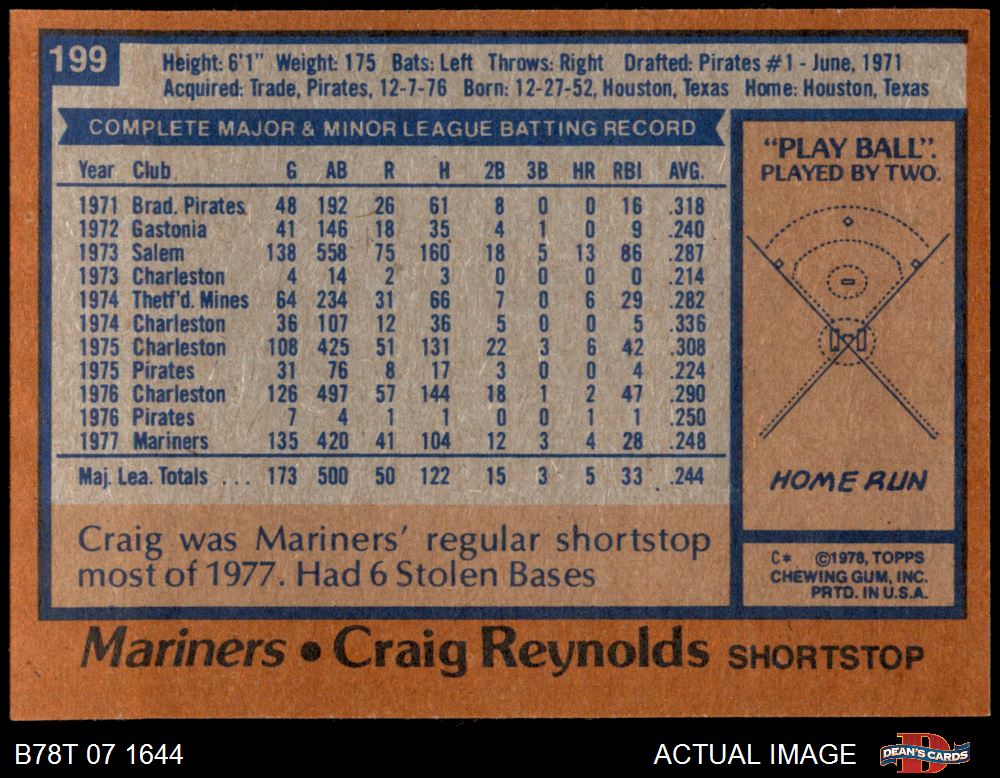 199
Height: 6'1" Weight: 175 Bats: Left Throws: Right Drafted: Pirates #1 - June, 1971
Acquired: Trade, Pirates, 12-7-76 Born: 12-27-52, Houston, Texas Home: Houston, Texas
COMPLETE MAJOR & MINOR LEAGUE BATTING RECORD
Year Club G AB R H 2B 3B HR RBI AVG.
1971 Brad. Pirates 48 192 26 61 8 0 0 16 .318
1972 Gastonia 41 146 18 35 4 1 0 9 .240
1973 Salem 138 558 75 160 18 5 13 86 .287
1973 Charleston 4 14 2 3 0 0 0 0 .214
1974 Thetf'd. Mines 64 234 31 66 7 0 6 29 .282
1974 Charleston 36 107 12 36 5 0 0 5 .336
1975 Charleston 108 425 51 131 22 3 6 42 .308
1975 Pirates 31 76 8 17 3 0 0 4 .224
1976 Charleston 126 497 57 144 18 1 2 47 .290
1976 Pirates 7 4 1 1 0 0 1 1 .250
1977 Mariners 135 420 41 104 12 3 4 28 .248
Maj. Lea. Totals . . . 173 500 50 122 15 3 5 33 .244
Craig was Mariners' regular shortstop
most of 1977. Had 6 Stolen Bases
"PLAY BALL".
PLAYED BY TWO.
HOME RUN
C* ©1978, TOPPS
CHEWING GUM, INC.
PRTD. IN U.S.A.
Mariners • Craig Reynolds SHORTSTOP
B78T 07 1644
ACTUAL IMAGE
DEAN'S CARDS